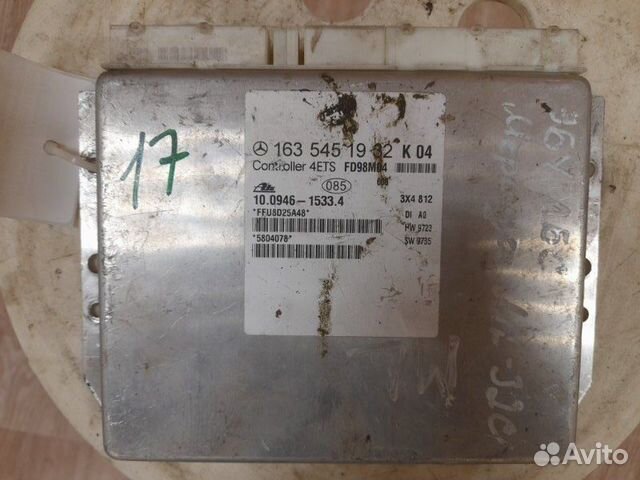 163 545 19 32 K 04
Controller 4ETS FD98M04
085
Ate
10.0946-1533.4 3X4 812
*FFU8D25A48* DI A0
HW 9723
*5804078* SW 9735
17
Avito